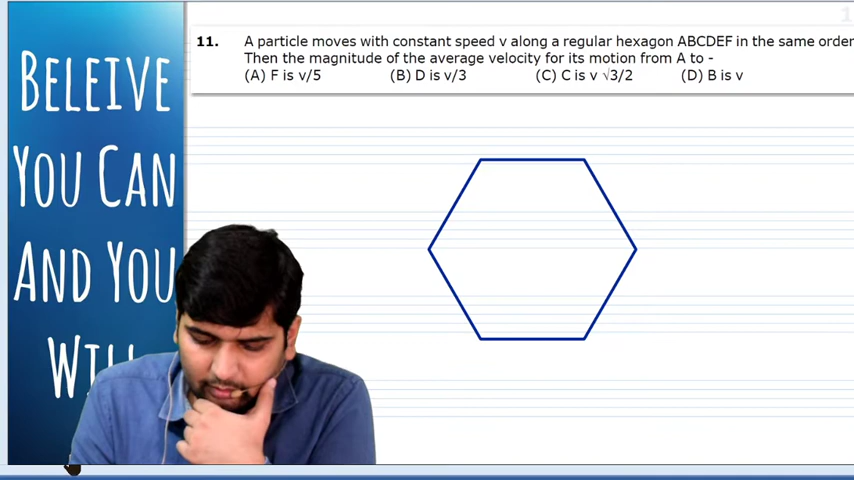 1
11. A particle moves with constant speed v along a regular hexagon ABCDEF in the same order
Then the magnitude of the average velocity for its motion from A to -
(A) F is v/5 (B) D is v/3 (C) C is v √3/2 (D) B is v
BELEIVE
YOU CAN
AND YOU